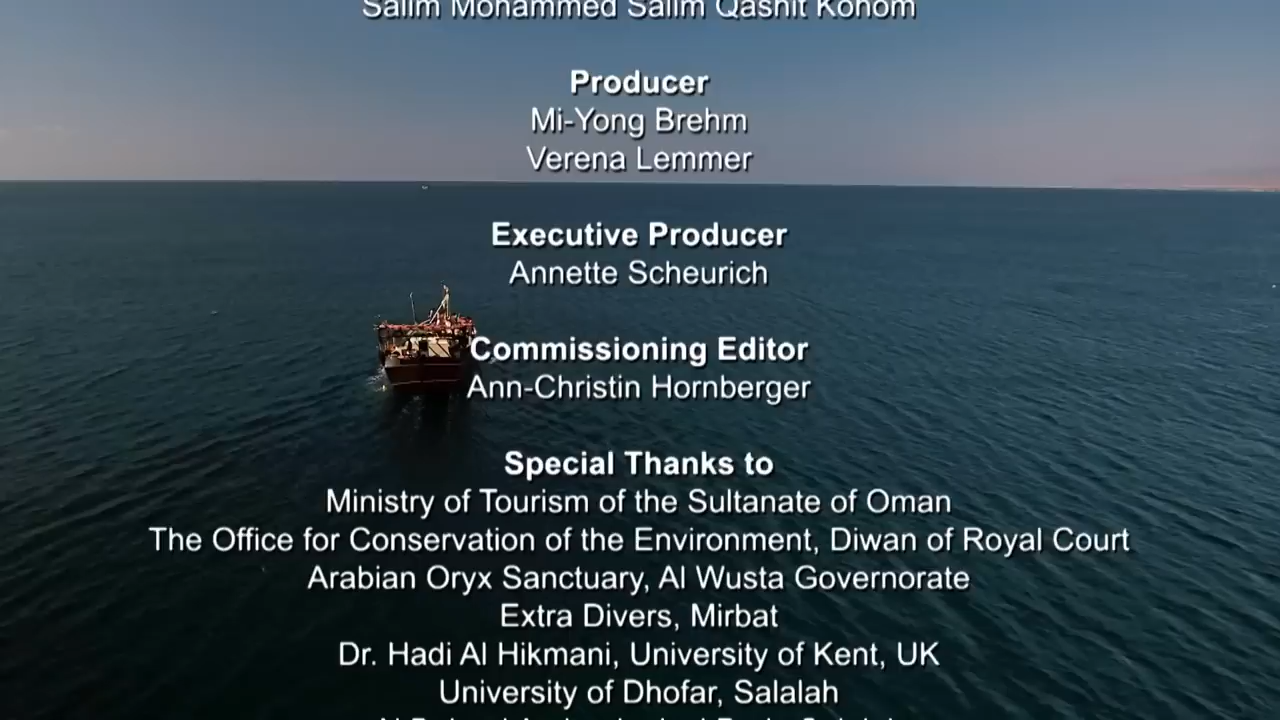 Salim Mohammed Salim Qashit Kohom
Producer
Mi-Yong Brehm
Verena Lemmer
Executive Producer
Annette Scheurich
Commissioning Editor
Ann-Christin Hornberger
Special Thanks to
Ministry of Tourism of the Sultanate of Oman
The Office for Conservation of the Environment, Diwan of Royal Court
Arabian Oryx Sanctuary, Al Wusta Governorate
Extra Divers, Mirbat
Dr. Hadi Al Hikmani, University of Kent, UK
University of Dhofar, Salalah